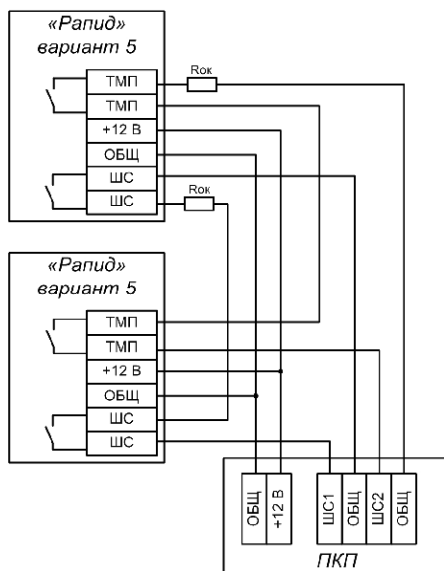 «Рапид»
вариант 5
ТМП
Rок
ТМП
+12 В
ОБЩ
ШС
ШС
Rок
«Рапид»
вариант 5
ТМП
ТМП
+12 В
ОБЩ
ШС
ШС
ОБЩ
+12 В
ШС1
ОБЩ
ШС2
ОБЩ
ПКП